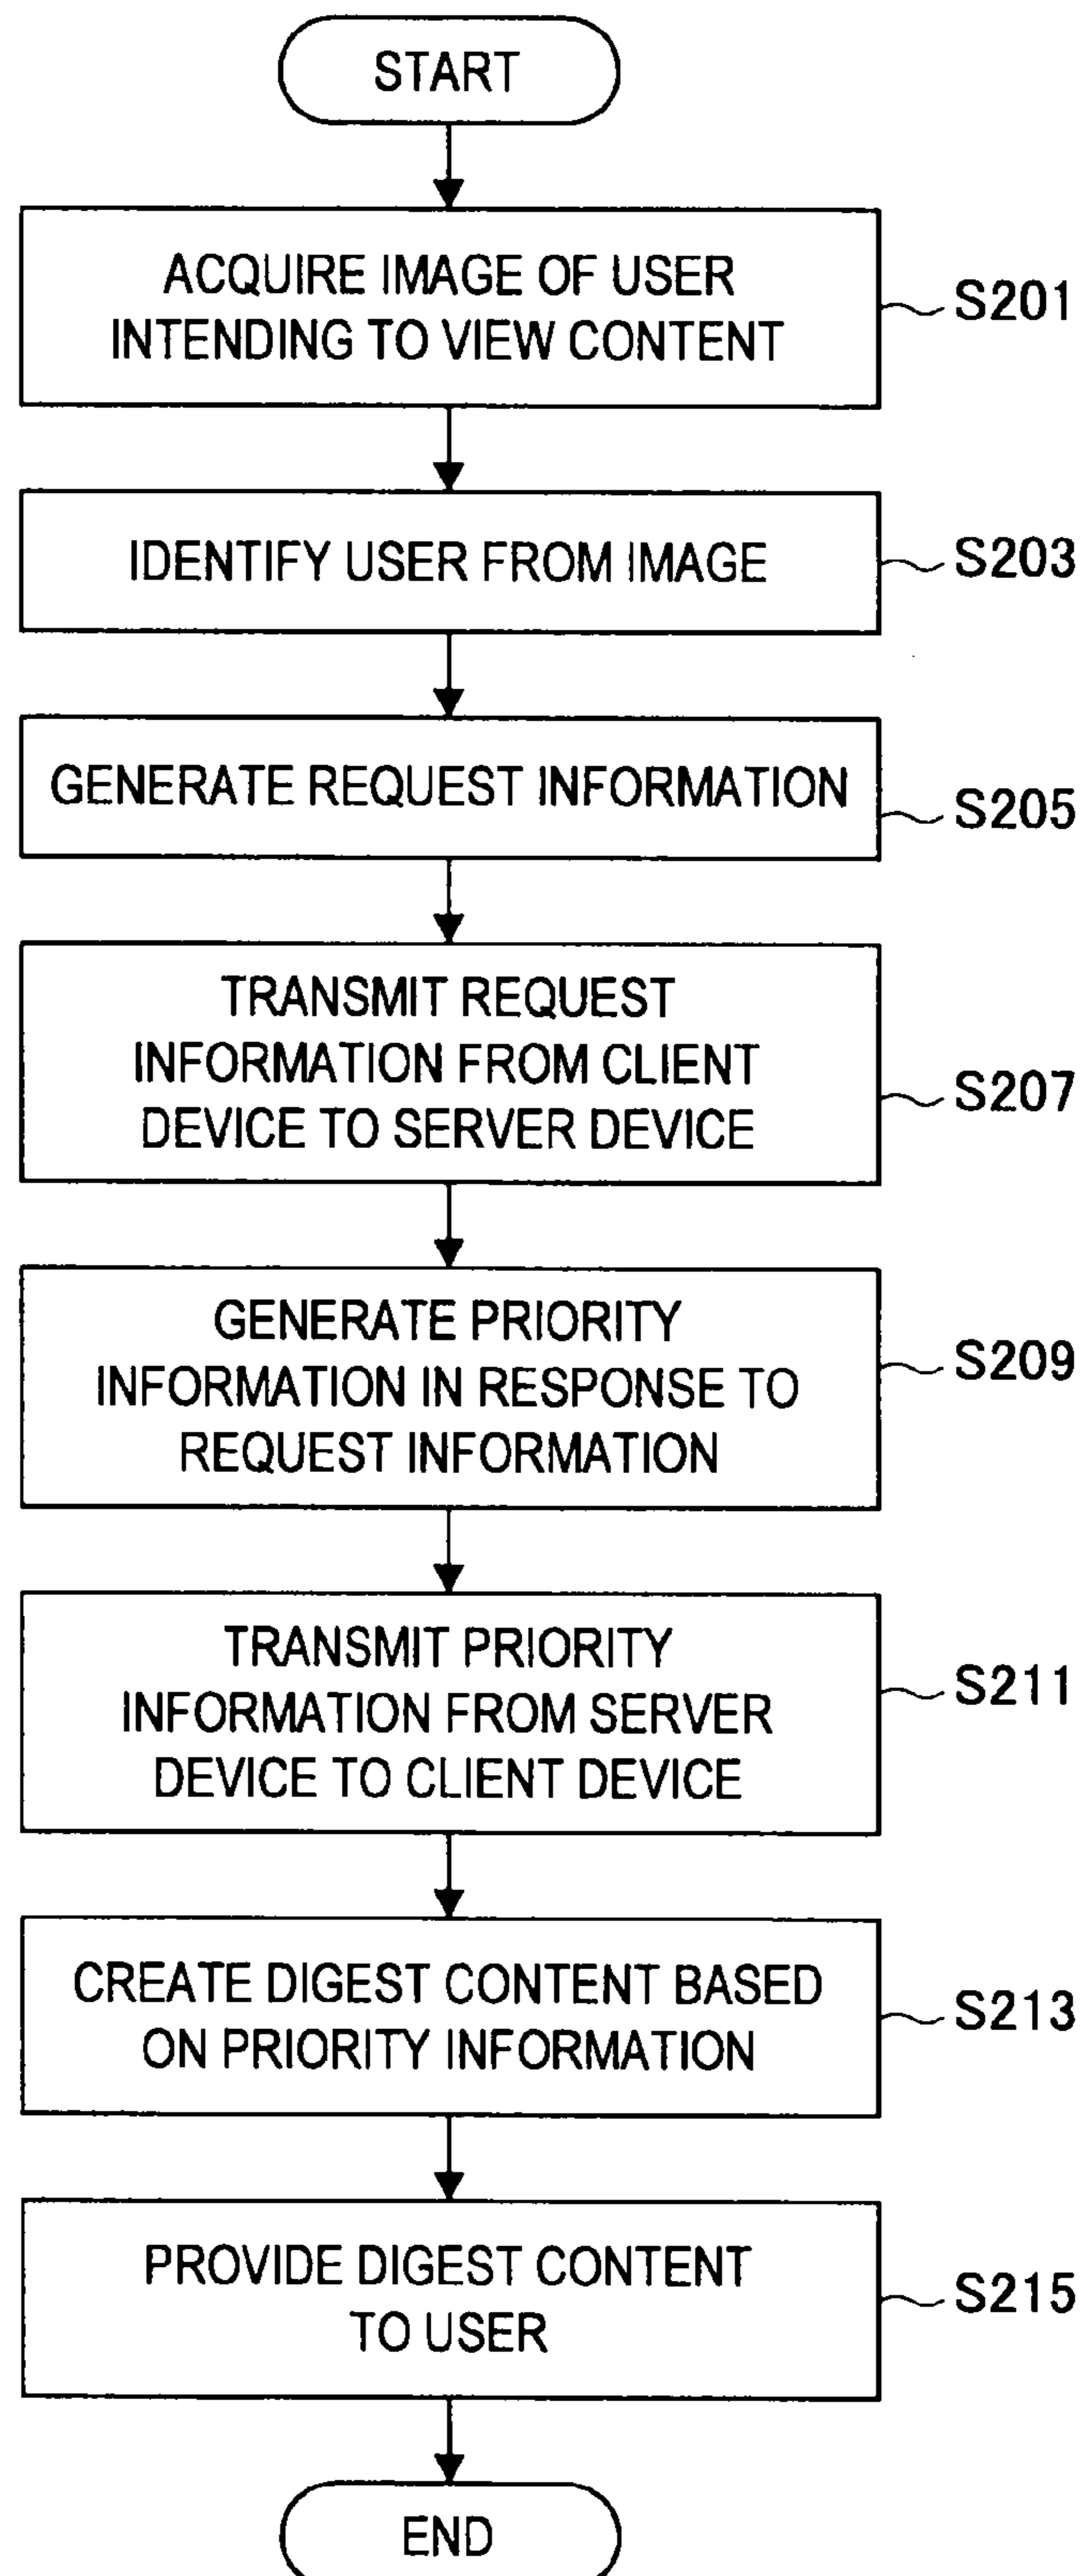 START
ACQUIRE IMAGE OF USER
INTENDING TO VIEW CONTENT
S201
IDENTIFY USER FROM IMAGE
S203
GENERATE REQUEST INFORMATION
S205
TRANSMIT REQUEST
INFORMATION FROM CLIENT
DEVICE TO SERVER DEVICE
S207
GENERATE PRIORITY
INFORMATION IN RESPONSE TO
REQUEST INFORMATION
S209
TRANSMIT PRIORITY
INFORMATION FROM SERVER
DEVICE TO CLIENT DEVICE
S211
CREATE DIGEST CONTENT BASED
ON PRIORITY INFORMATION
S213
PROVIDE DIGEST CONTENT
TO USER
S215
END